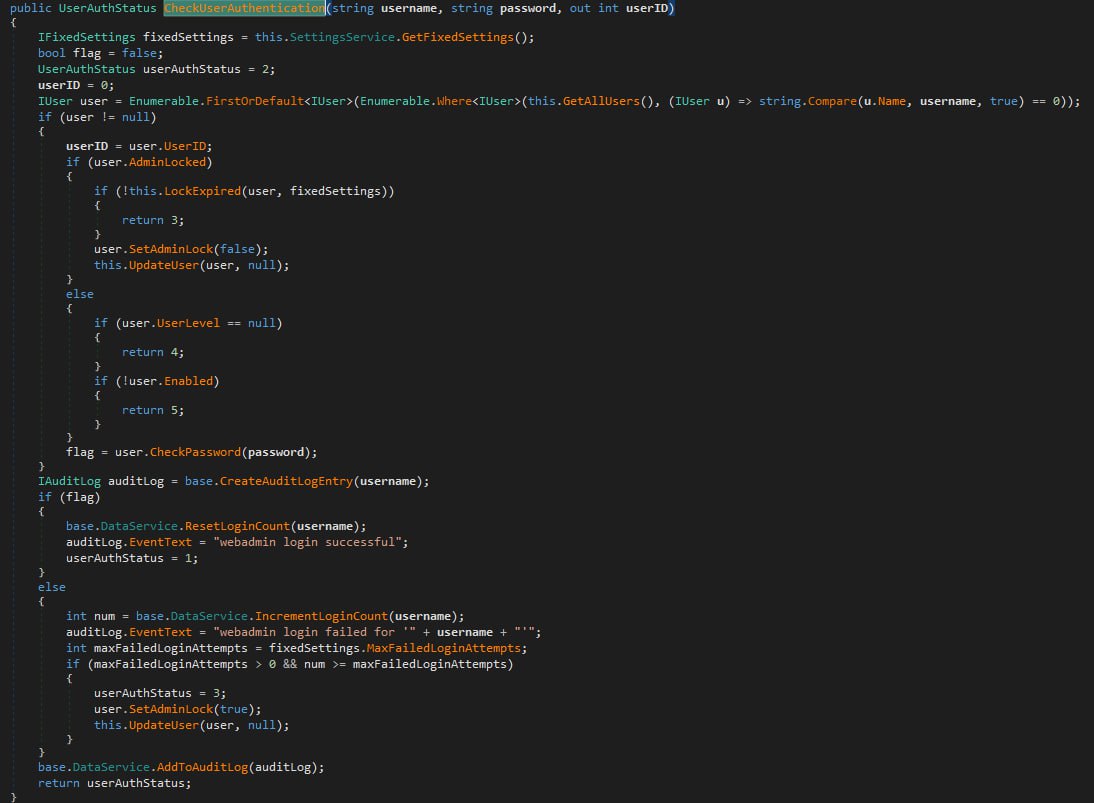 public UserAuthStatus CheckUserAuthentication(string username, string password, out int userID)
{
    IFixedSettings fixedSettings = this.SettingsService.GetFixedSettings();
    bool flag = false;
    UserAuthStatus userAuthStatus = 2;
    userID = 0;
    IUser user = Enumerable.FirstOrDefault<IUser>(Enumerable.Where<IUser>(this.GetAllUsers(), (IUser u) => string.Compare(u.Name, username, true) == 0));
    if (user != null)
    {
        userID = user.UserID;
        if (user.AdminLocked)
        {
            if (!this.LockExpired(user, fixedSettings))
            {
                return 3;
            }
            user.SetAdminLock(false);
            this.UpdateUser(user, null);
        }
        else
        {
            if (user.UserLevel == null)
            {
                return 4;
            }
            if (!user.Enabled)
            {
                return 5;
            }
        }
        flag = user.CheckPassword(password);
    }
    IAuditLog auditLog = base.CreateAuditLogEntry(username);
    if (flag)
    {
        base.DataService.ResetLoginCount(username);
        auditLog.EventText = "webadmin login successful";
        userAuthStatus = 1;
    }
    else
    {
        int num = base.DataService.IncrementLoginCount(username);
        auditLog.EventText = "webadmin login failed for '" + username + "'";
        int maxFailedLoginAttempts = fixedSettings.MaxFailedLoginAttempts;
        if (maxFailedLoginAttempts > 0 && num >= maxFailedLoginAttempts)
        {
            userAuthStatus = 3;
            user.SetAdminLock(true);
            this.UpdateUser(user, null);
        }
    }
    base.DataService.AddToAuditLog(auditLog);
    return userAuthStatus;
}